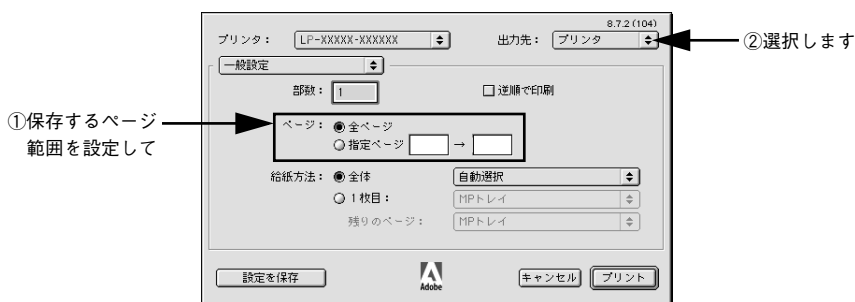 8.7.2 (104)
プリンタ： LP-XXXXX-XXXXXX 出力先： プリンタ
②選択します
一般設定
部数： 1 逆順で印刷
①保存するページ
範囲を設定して
ページ： 全ページ
指定ページ →
給紙方法： 全体 自動選択
1 枚目： MPトレイ
残りのページ： MPトレイ
設定を保存 Adobe キャンセル プリント